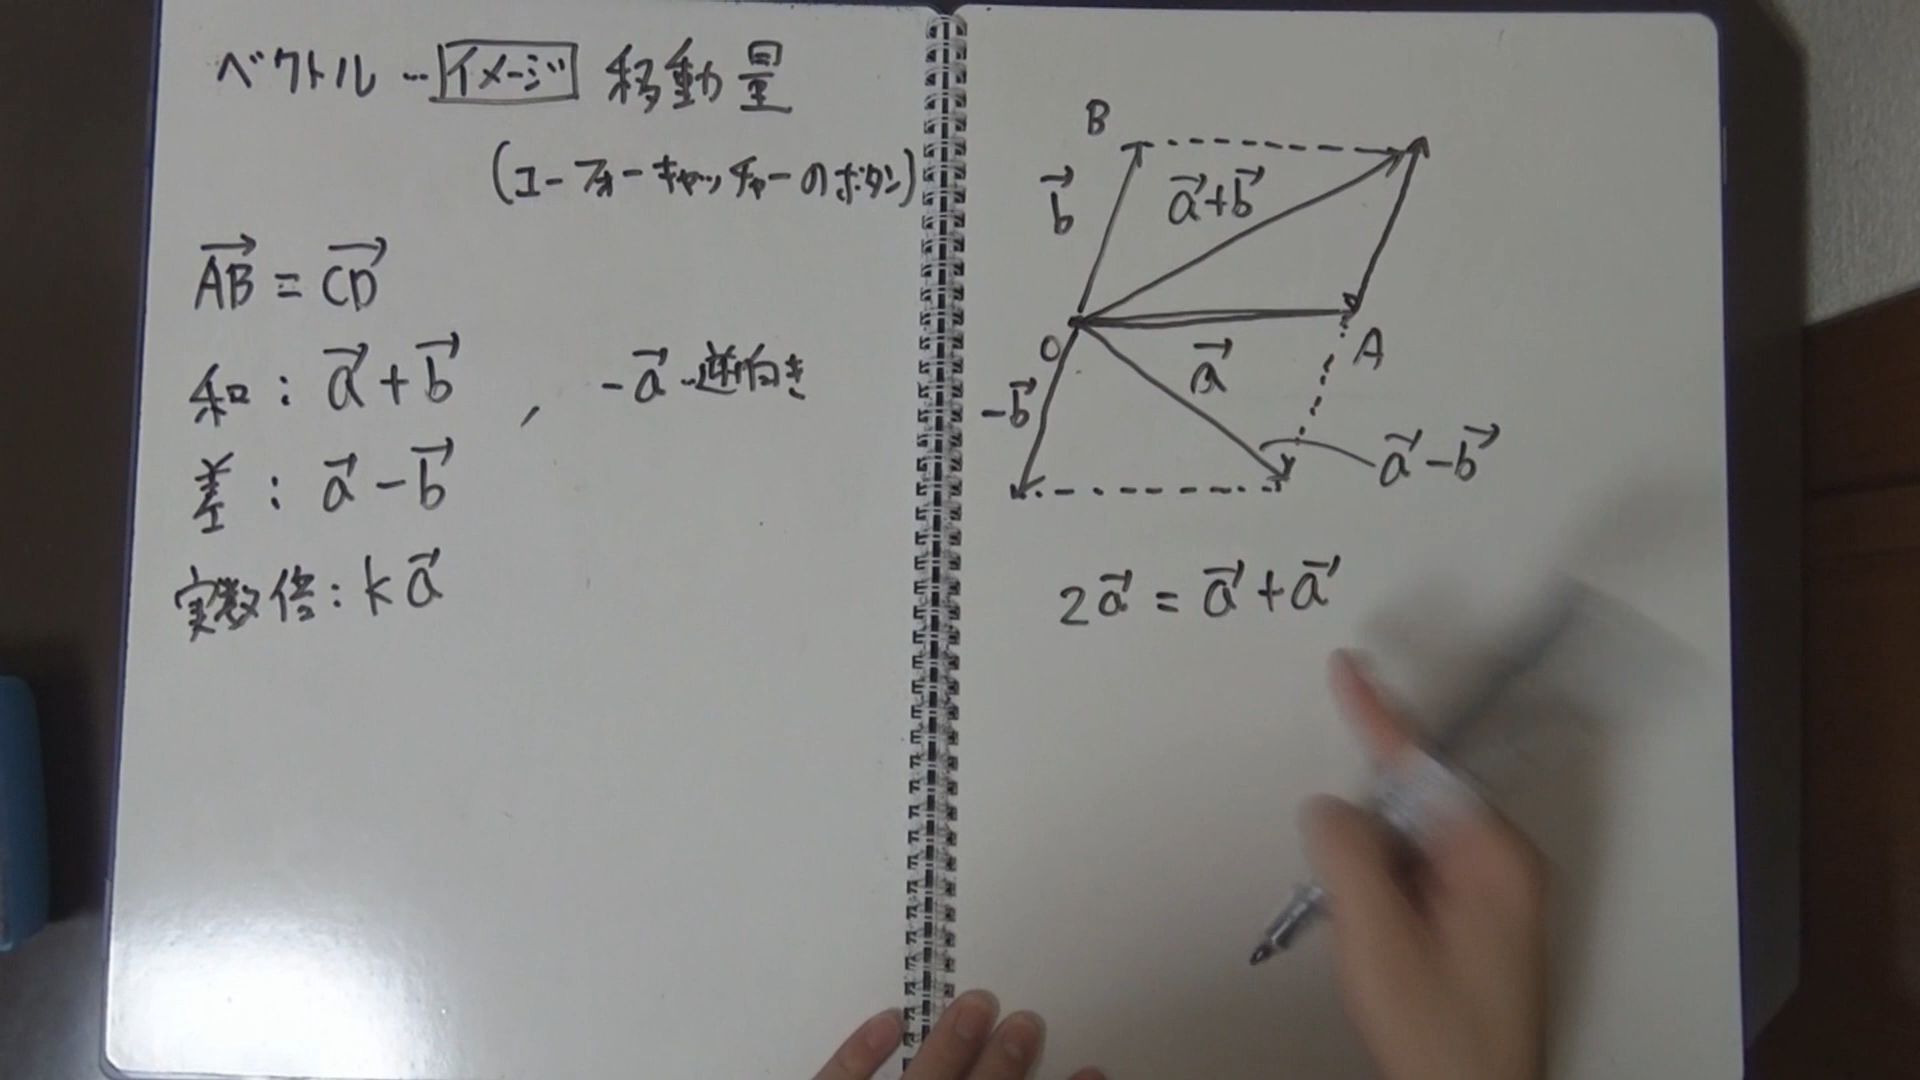 ベクトル … イメージ 移動量
(ユーフォーキャッチャーのボタン)
→AB = →CD
和 : →a + →b , -→a … 逆向き
差 : →a - →b
実数倍 : k→a
B
→b
→a+→b
O
A
→a
-→b
→a-→b
2→a = →a + →a